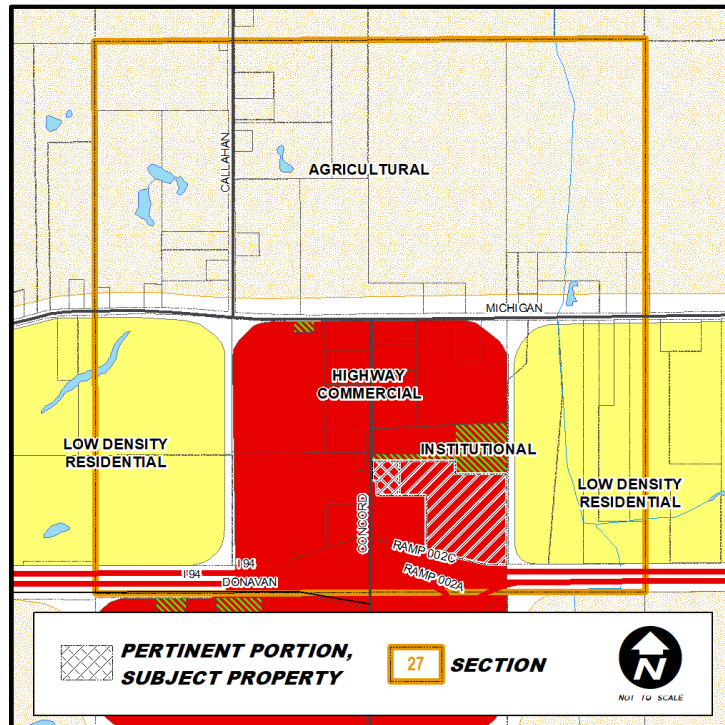 CALLAHAN
AGRICULTURAL
MICHIGAN
HIGHWAY
COMMERCIAL
LOW DENSITY
RESIDENTIAL
INSTITUTIONAL
LOW DENSITY
RESIDENTIAL
CONCORD
RAMP 002C
RAMP 002A
I 94
I 94
DONAVAN
PERTINENT PORTION,
SUBJECT PROPERTY
27
SECTION
N
NOT TO SCALE